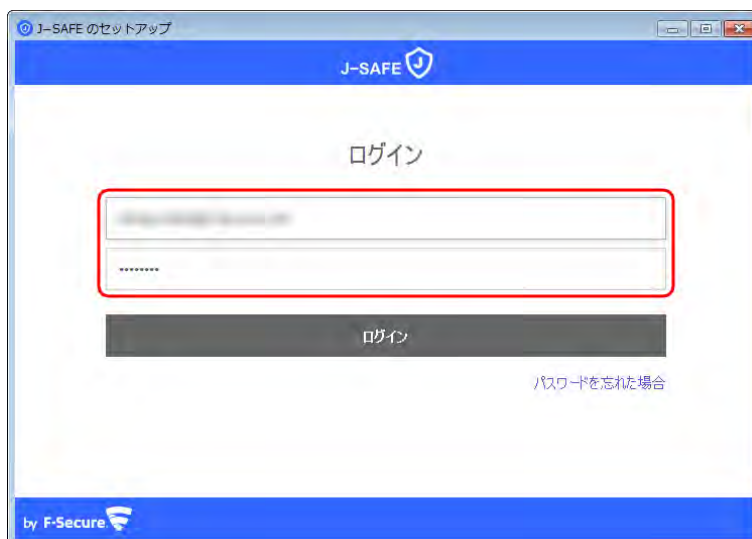 J-SAFE のセットアップ
J-SAFE J
ログイン
••••••••
ログイン
パスワードを忘れた場合
by F-Secure.